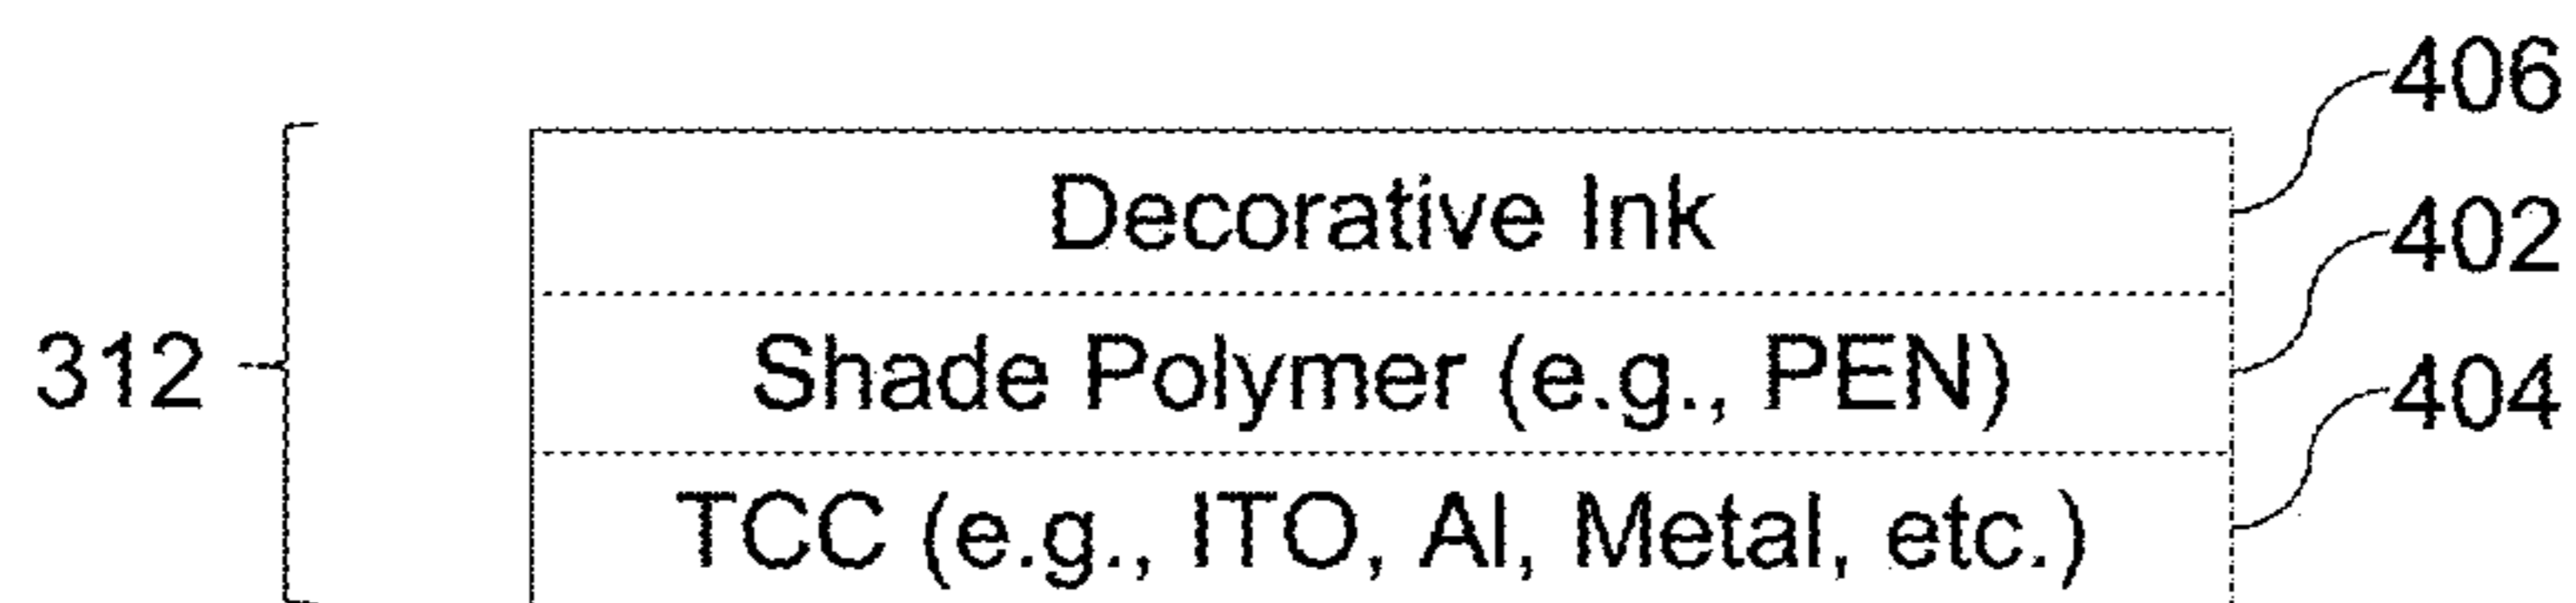 406
Decorative Ink
402
312
Shade Polymer (e.g., PEN)
404
TCC (e.g., ITO, Al, Metal, etc.)